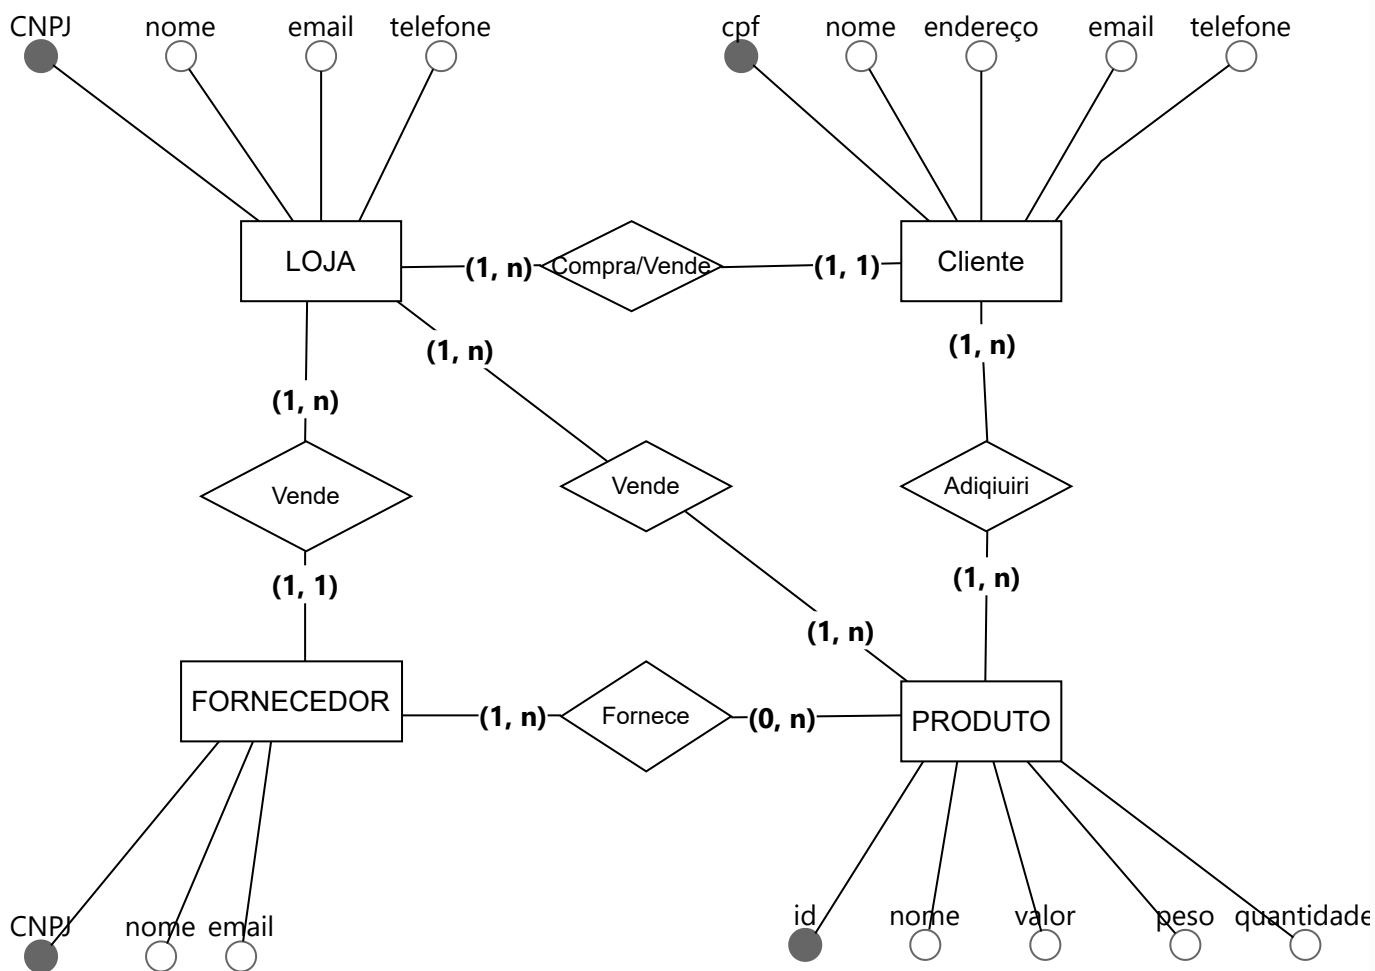 CNPJ nome email telefone
cpf nome endereço email telefone
LOJA
(1, n)
Compra/Vende
(1, 1)
Cliente
(1, n)
(1, n)
(1, n)
Vende
Vende
Adiqiuiri
(1, 1)
(1, n)
(1, n)
FORNECEDOR
(1, n)
Fornece
(0, n)
PRODUTO
CNPJ nome email
id nome valor peso quantidade